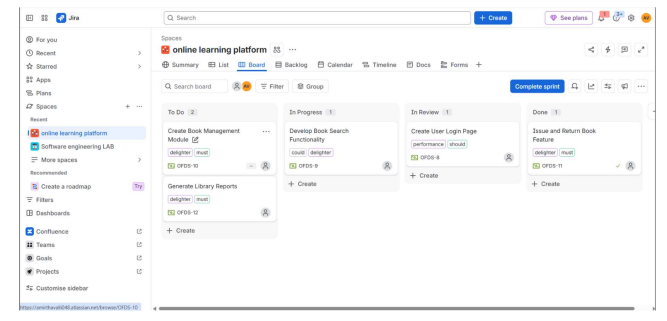 Jira
Search
+ Create
See plans
3+
AV
For you
Recent
Starred
Apps
Plans
Spaces
Recent
online learning platform
Software engineering LAB
More spaces
Recommended
Create a roadmap
Try
Filters
Dashboards
Confluence
Teams
Goals
Projects
Customise sidebar
Spaces
online learning platform
Summary
List
Board
Backlog
Calendar
Timeline
Docs
Forms
Search board
AV
Filter
Group
Complete sprint
To Do 2
Create Book Management
Module
delighter must
OFDS-10
Generate Library Reports
delighter must
OFDS-12
+ Create
In Progress 1
Develop Book Search
Functionality
could delighter
OFDS-9
+ Create
In Review 1
Create User Login Page
performance should
OFDS-8
+ Create
Done 1
Issue and Return Book
Feature
delighter must
OFDS-11
+ Create